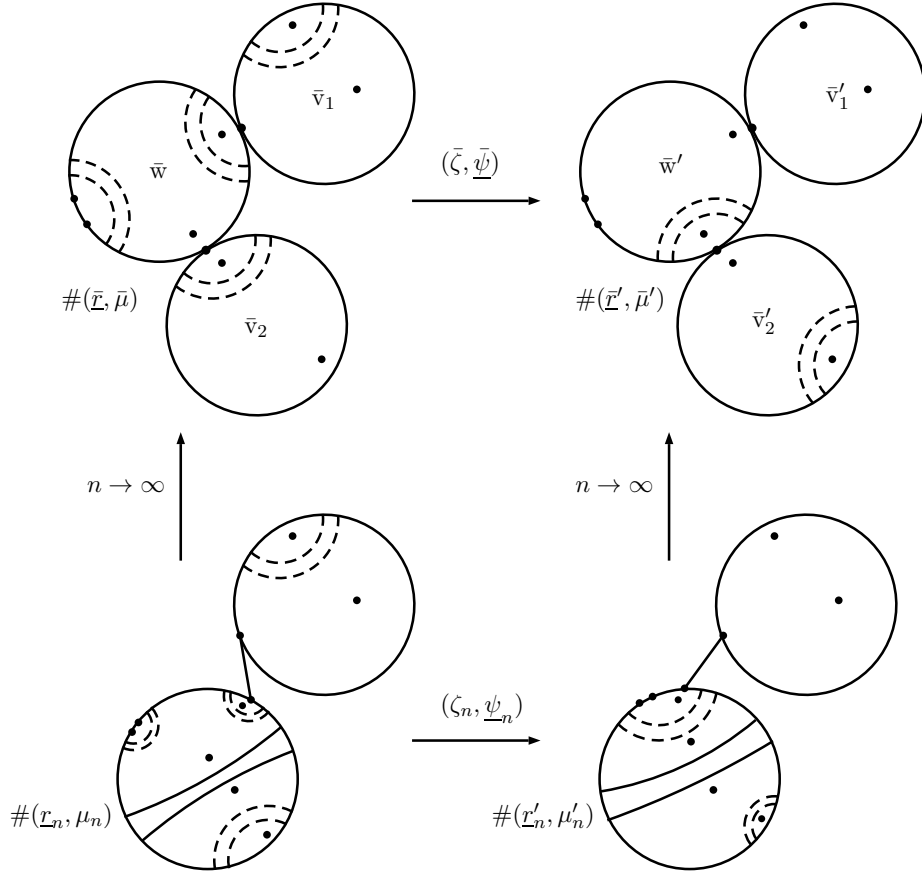 v̄₁
v̄′₁
w̄
(ζ̄, ψ̲̄)
w̄′
#(r̲̄, μ̄)
#(r̲̄′, μ̄′)
v̄₂
v̄′₂
n → ∞
n → ∞
(ζₙ, ψ̲ₙ)
#(r̲ₙ, μₙ)
#(r̲′ₙ, μ′ₙ)